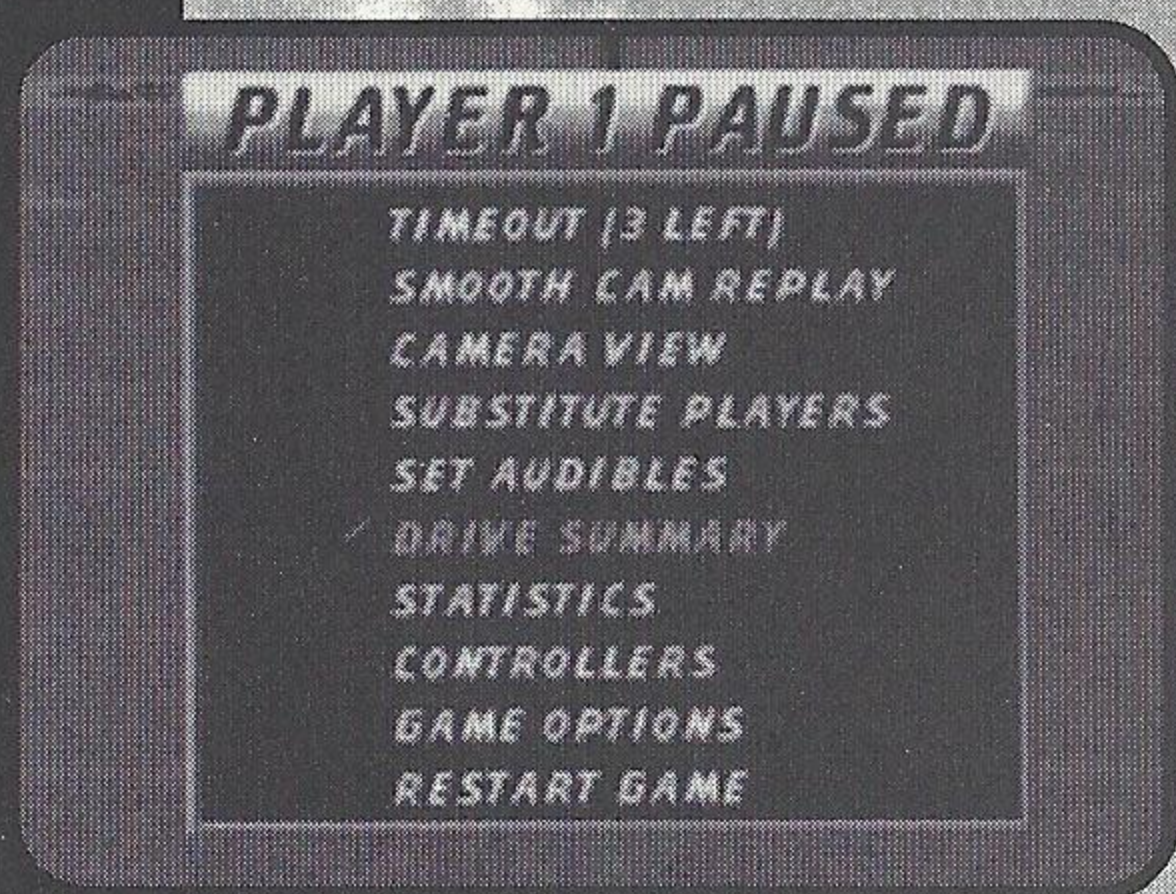 PLAYER 1 PAUSED
TIMEOUT (3 LEFT)
SMOOTH CAM REPLAY
CAMERA VIEW
SUBSTITUTE PLAYERS
SET AUDIBLES
DRIVE SUMMARY
STATISTICS
CONTROLLERS
GAME OPTIONS
RESTART GAME